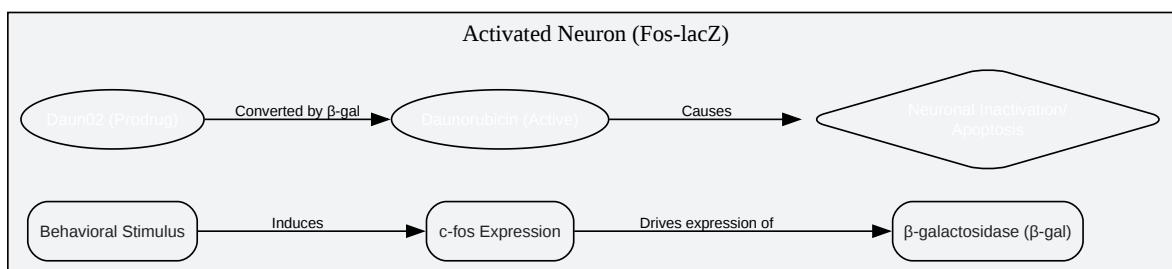 Activated Neuron (Fos-lacZ)
Daun02 (Prodrug)
Converted by β-gal
Daunorubicin (Active)
Causes
Neuronal Inactivation/
Apoptosis
Behavioral Stimulus
Induces
c-fos Expression
Drives expression of
β-galactosidase (β-gal)